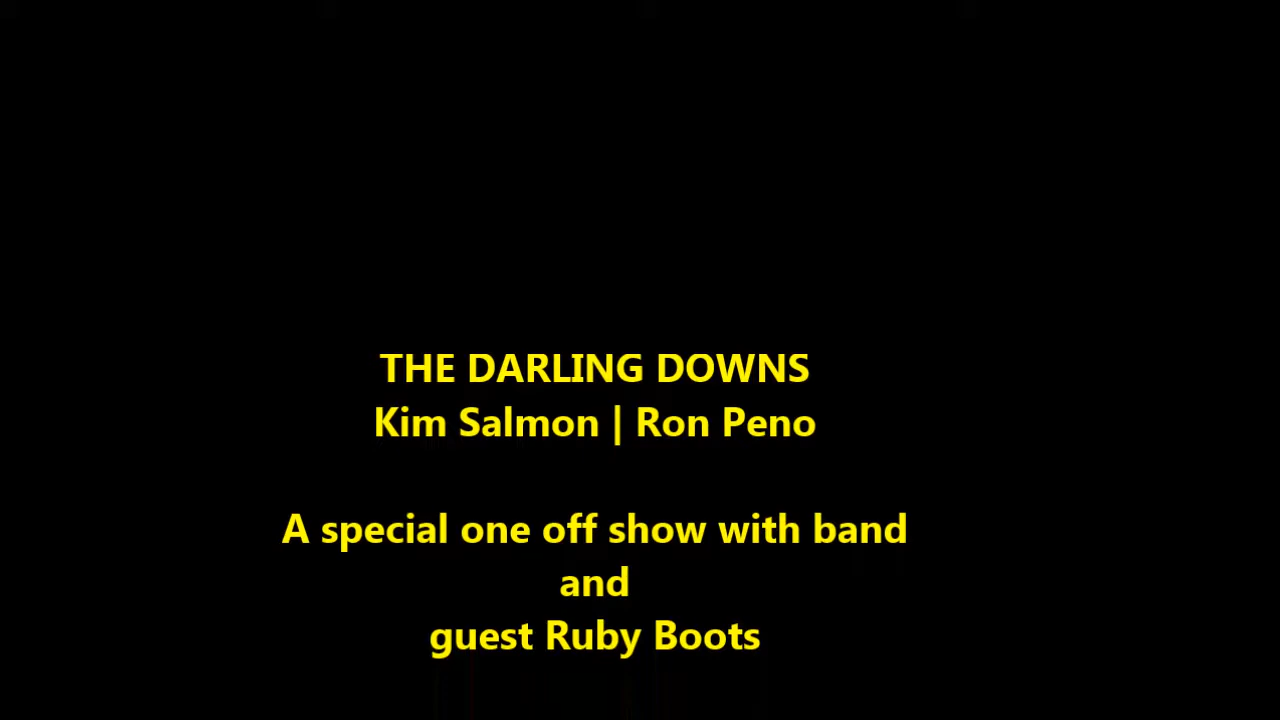 THE DARLING DOWNS
Kim Salmon | Ron Peno
A special one off show with band
and
guest Ruby Boots